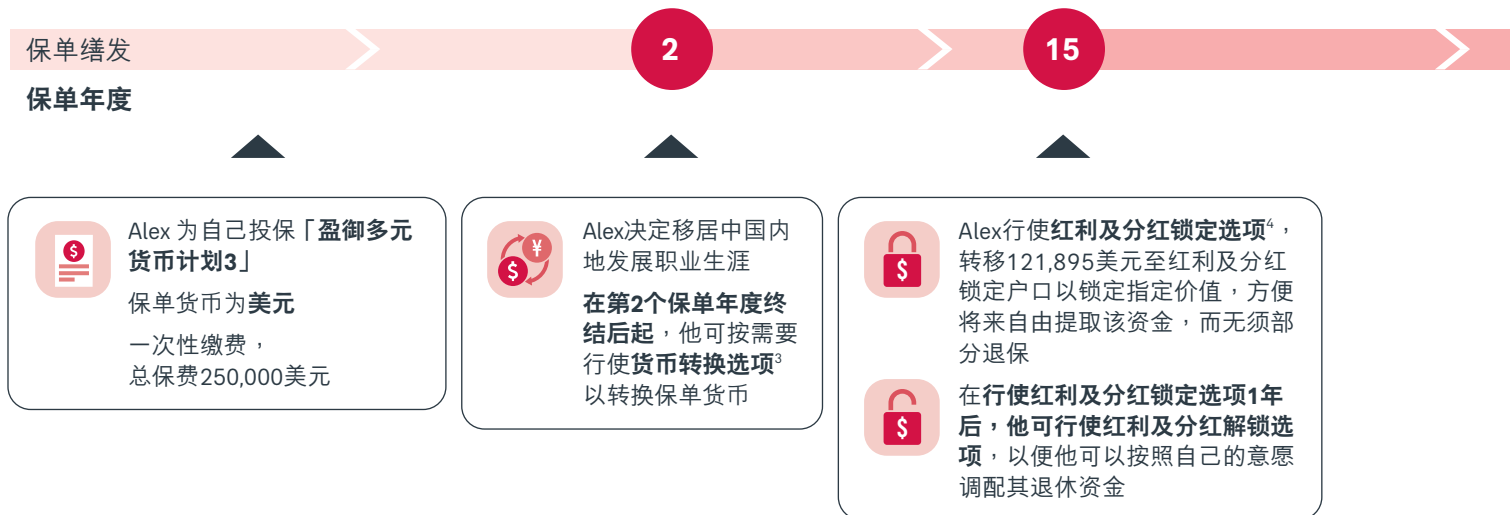 保单缮发
2
15
保单年度
Alex 为自己投保「盈御多元
货币计划3」
保单货币为美元
一次性缴费，
总保费250,000美元
Alex决定移居中国内
地发展职业生涯
在第2个保单年度终
结后起，他可按需要
行使货币转换选项3
以转换保单货币
Alex行使红利及分红锁定选项4，
转移121,895美元至红利及分红
锁定户口以锁定指定价值，方便
将来自由提取该资金，而无须部
分退保
在行使红利及分红锁定选项1年
后，他可行使红利及分红解锁选
项，以便他可以按照自己的意愿
调配其退休资金